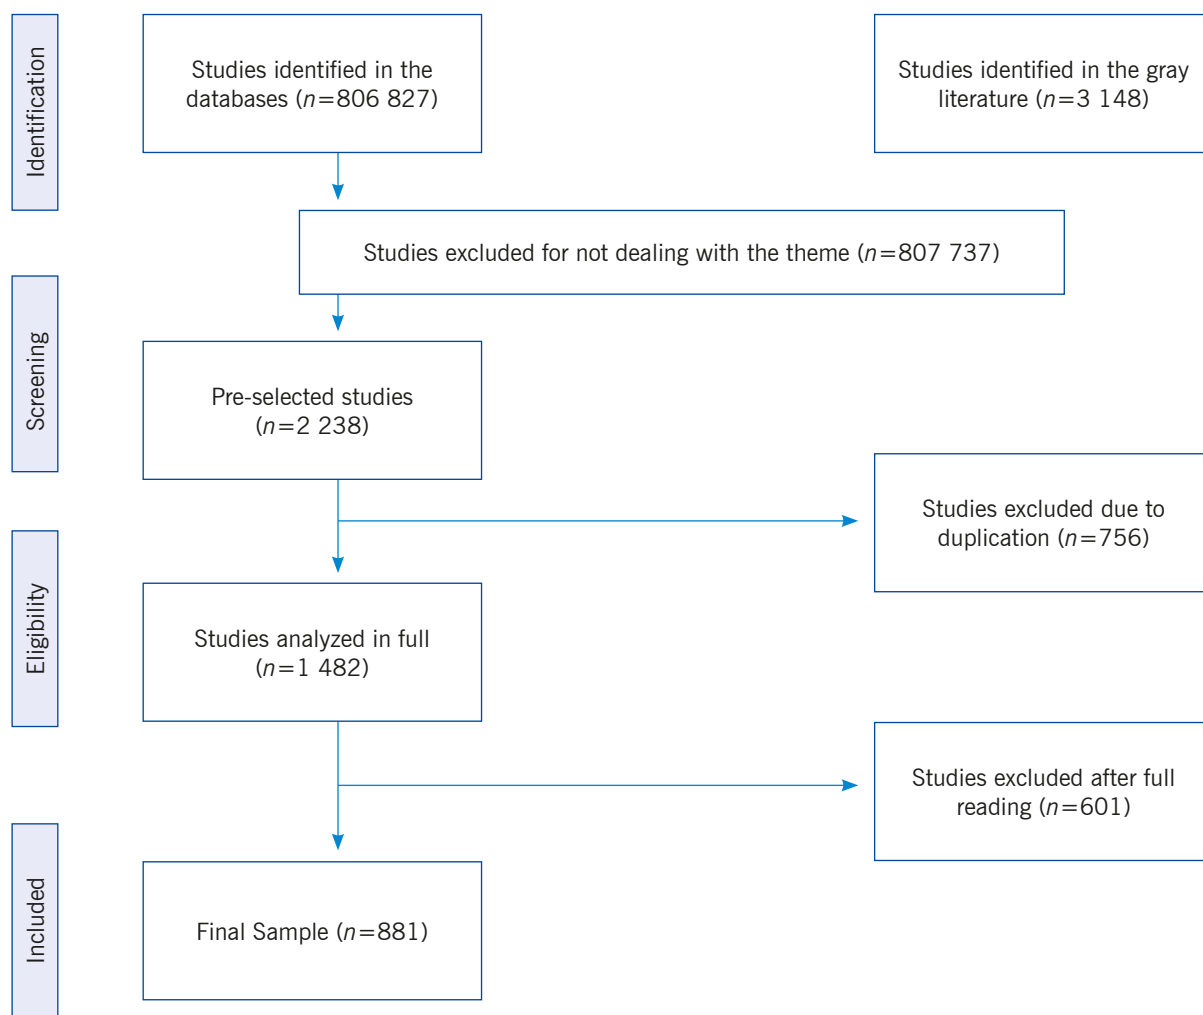 Identification
Studies identified in the
databases (n=806 827)
Studies identified in the gray
literature (n=3 148)
Studies excluded for not dealing with the theme (n=807 737)
Screening
Pre-selected studies
(n=2 238)
Studies excluded due to
duplication (n=756)
Eligibility
Studies analyzed in full
(n=1 482)
Studies excluded after full
reading (n=601)
Included
Final Sample (n=881)